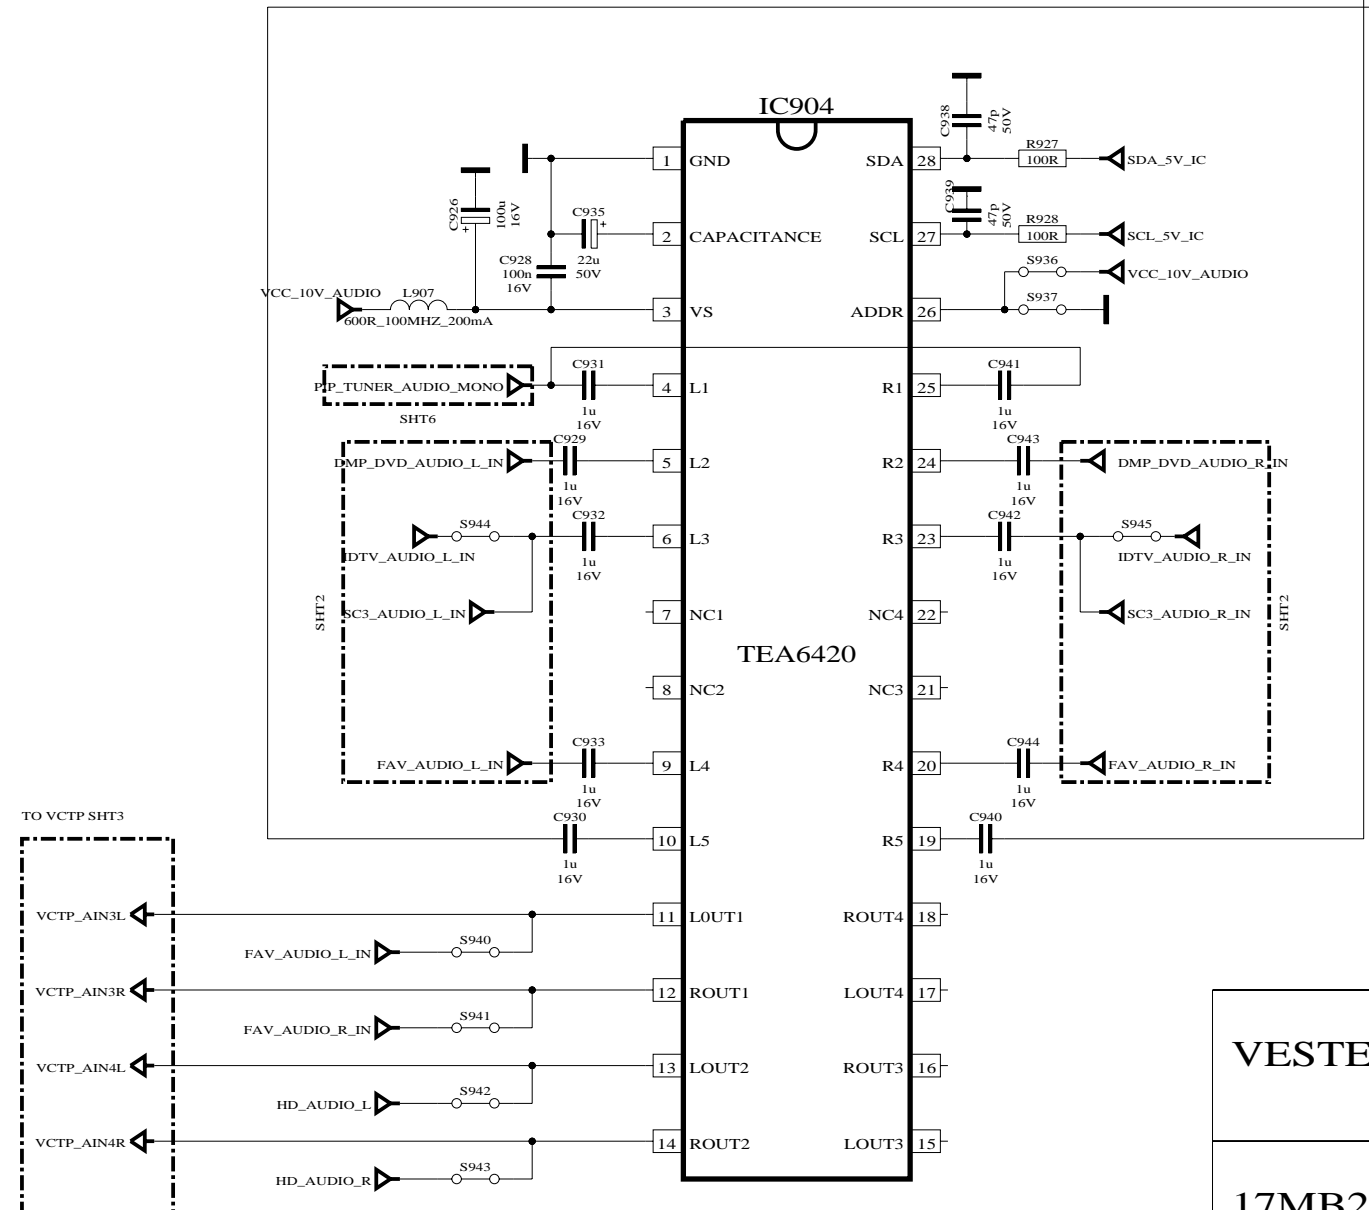 IC904
TEA6420
1 GND
2 CAPACITANCE
3 VS
4 L1
5 L2
6 L3
7 NC1
8 NC2
9 L4
10 L5
11 L0UT1
12 ROUT1
13 LOUT2
14 ROUT2
SDA 28
SCL 27
ADDR 26
R1 25
R2 24
R3 23
NC4 22
NC3 21
R4 20
R5 19
ROUT4 18
LOUT4 17
ROUT3 16
LOUT3 15
C926
100u
16V
+
C935
+
22u
50V
C928
100n
16V
VCC_10V_AUDIO
L907
600R_100MHZ_200mA
PIP_TUNER_AUDIO_MONO
SHT6
C931
1u
16V
DMP_DVD_AUDIO_L_IN
C929
1u
16V
IDTV_AUDIO_L_IN
S944
C932
1u
16V
SC3_AUDIO_L_IN
SHT2
FAV_AUDIO_L_IN
C933
1u
16V
C930
1u
16V
TO VCTP SHT3
VCTP_AIN3L
FAV_AUDIO_L_IN
S940
VCTP_AIN3R
FAV_AUDIO_R_IN
S941
VCTP_AIN4L
HD_AUDIO_L
S942
VCTP_AIN4R
HD_AUDIO_R
S943
C938
47p
50V
R927
100R
SDA_5V_IC
C939
47p
50V
R928
100R
SCL_5V_IC
S936
VCC_10V_AUDIO
S937
C941
1u
16V
C943
1u
16V
DMP_DVD_AUDIO_R_IN
C942
1u
16V
S945
IDTV_AUDIO_R_IN
SC3_AUDIO_R_IN
SHT2
C944
1u
16V
FAV_AUDIO_R_IN
C940
1u
16V
VESTE
17MB2